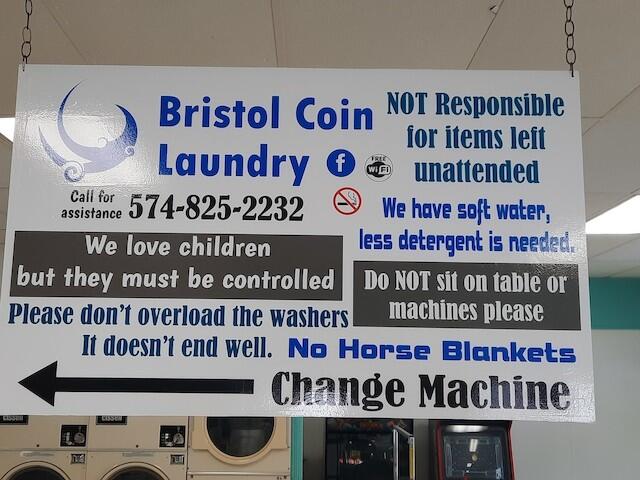 Bristol Coin
Laundry f FREE Wi Fi
Call for
assistance 574-825-2232
NOT Responsible
for items left
unattended
We have soft water,
less detergent is needed.
We love children
but they must be controlled
Do NOT sit on table or
machines please
Please don't overload the washers
It doesn't end well.
No Horse Blankets
Change Machine